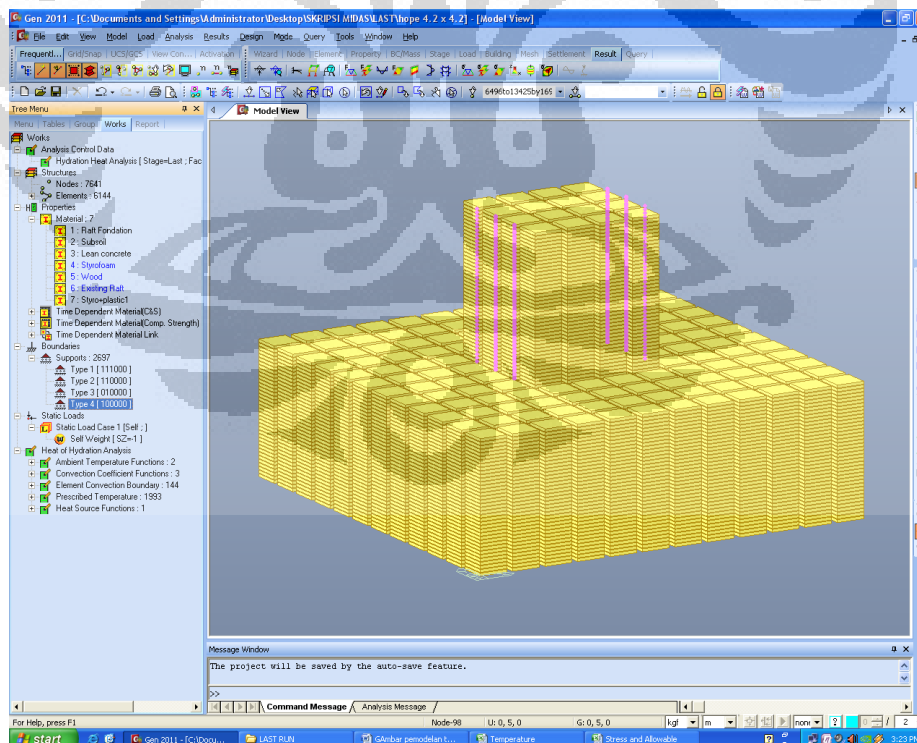 Gen 2011 - [C:\Documents and Settings\Administrator\Desktop\SKRIPSI MIDAS\LAST\hope 4.2 x 4.2] - [Model View]
File Edit View Model Load Analysis Results Design Mode Query Tools Window Help
Frequentl... Grid/Snap UCS/GCS View Con... Activation Wizard Node Element Property BC/Mass Stage Load Building Mesh Settlement Result Query
6496to13425by169
Tree Menu
Model View
Menu Tables Group Works Report
Works
Analysis Control Data
Hydration Heat Analysis [ Stage=Last ; Fac
Structures
Nodes : 7641
Elements : 6144
Properties
Material : 7
1 : Raft Fondation
2 : Subsoil
3 : Lean concrete
4 : Styrofoam
5 : Wood
6 : Existing Raft
7 : Styro+plastic1
Time Dependent Material(C&S)
Time Dependent Material(Comp. Strength)
Time Dependent Material Link
Boundaries
Supports : 2697
Type 1 [ 111000 ]
Type 2 [ 110000 ]
Type 3 [ 010000 ]
Type 4 [ 100000 ]
Static Loads
Static Load Case 1 [Self ; ]
Self Weight [ SZ=-1 ]
Heat of Hydration Analysis
Ambient Temperature Functions : 2
Convection Coefficient Functions : 3
Element Convection Boundary : 144
Prescribed Temperature : 1993
Heat Source Functions : 1
Message Window
The project will be saved by the auto-save feature.
>>
Command Message Analysis Message
For Help, press F1
Node-98 U: 0, 5, 0 G: 0, 5, 0 kgf m non 0 / 2
start Gen 2011 - [C:\Docu... LAST RUN GAmbar pemodelan t... Temperature Stress and Allowable 3:23 PM